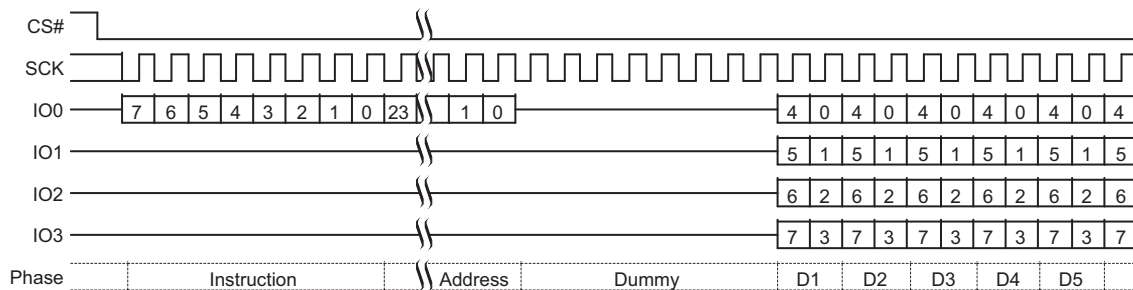 CS#
SCK
IO0 7 6 5 4 3 2 1 0 23 1 0 4 0 4 0 4 0 4 0 4 0 4
IO1 5 1 5 1 5 1 5 1 5 1 5
IO2 6 2 6 2 6 2 6 2 6 2 6
IO3 7 3 7 3 7 3 7 3 7 3 7
Phase Instruction Address Dummy D1 D2 D3 D4 D5